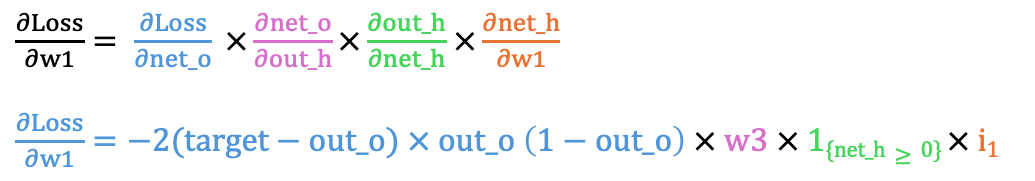 ∂Loss/∂w1 = ∂Loss/∂net_o × ∂net_o/∂out_h × ∂out_h/∂net_h × ∂net_h/∂w1
∂Loss/∂w1 = −2(target − out_o) × out_o (1 − out_o) × w3 × 1_{net_h ≥ 0} × i₁